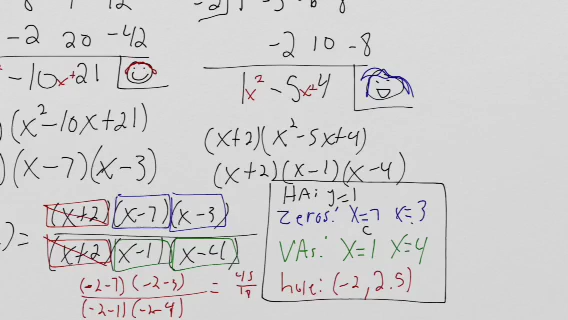 -2 20 -42
-10x+21
(x²-10x+21)
(x-7)(x-3)
-2 10 -8
1x²-5x+4
(x+2)(x²-5x+4)
(x+2)(x-1)(x-4)
) = (x+2)(x-7)(x-3)
(x+2)(x-1)(x-4)
(-2-7)(-2-3) = 45
(-2-1)(-2-4) 18
HA: y=1
Zeros: x=7 x=3
VAs: x=1 x=4
hole: (-2, 2.5)